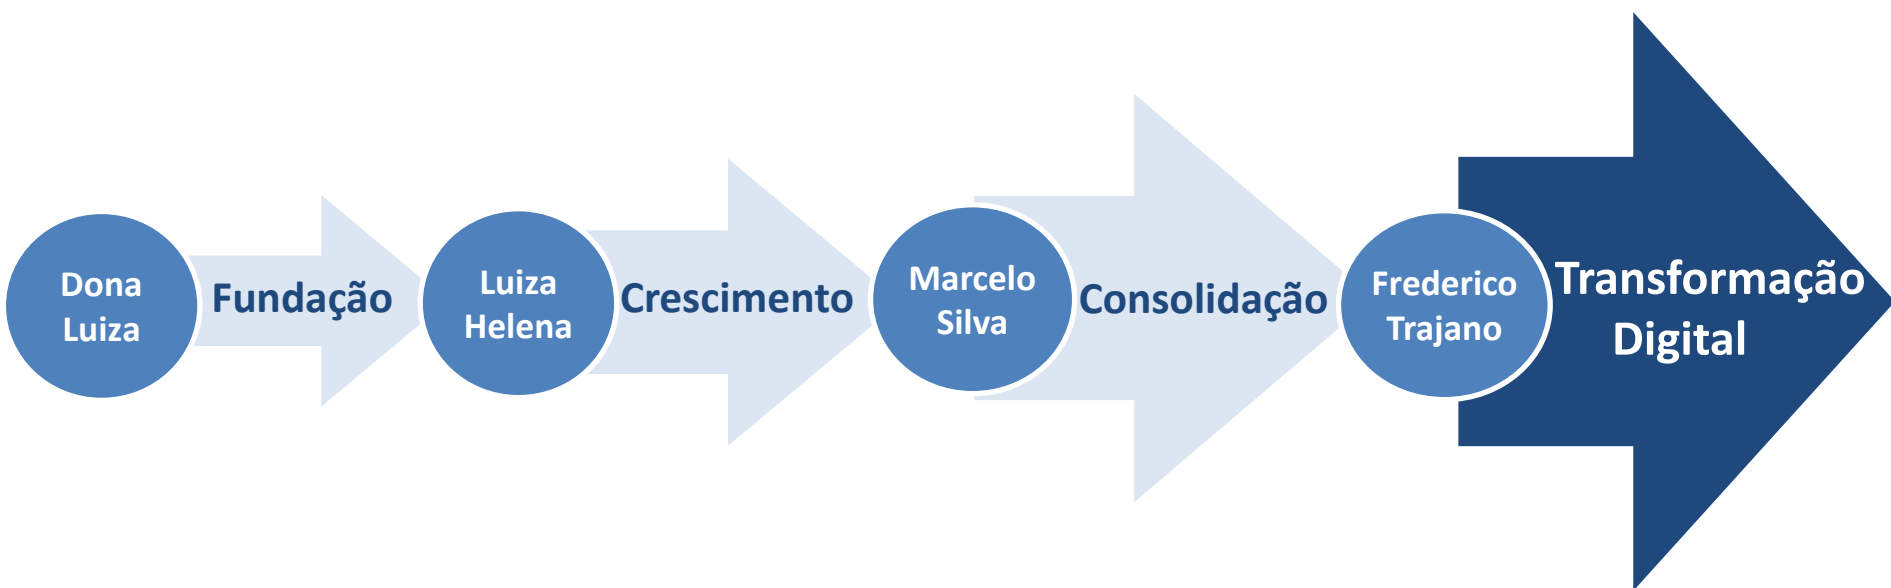 Dona
Luiza
Fundação
Luiza
Helena
Crescimento
Marcelo
Silva
Consolidação
Frederico
Trajano
Transformação
Digital